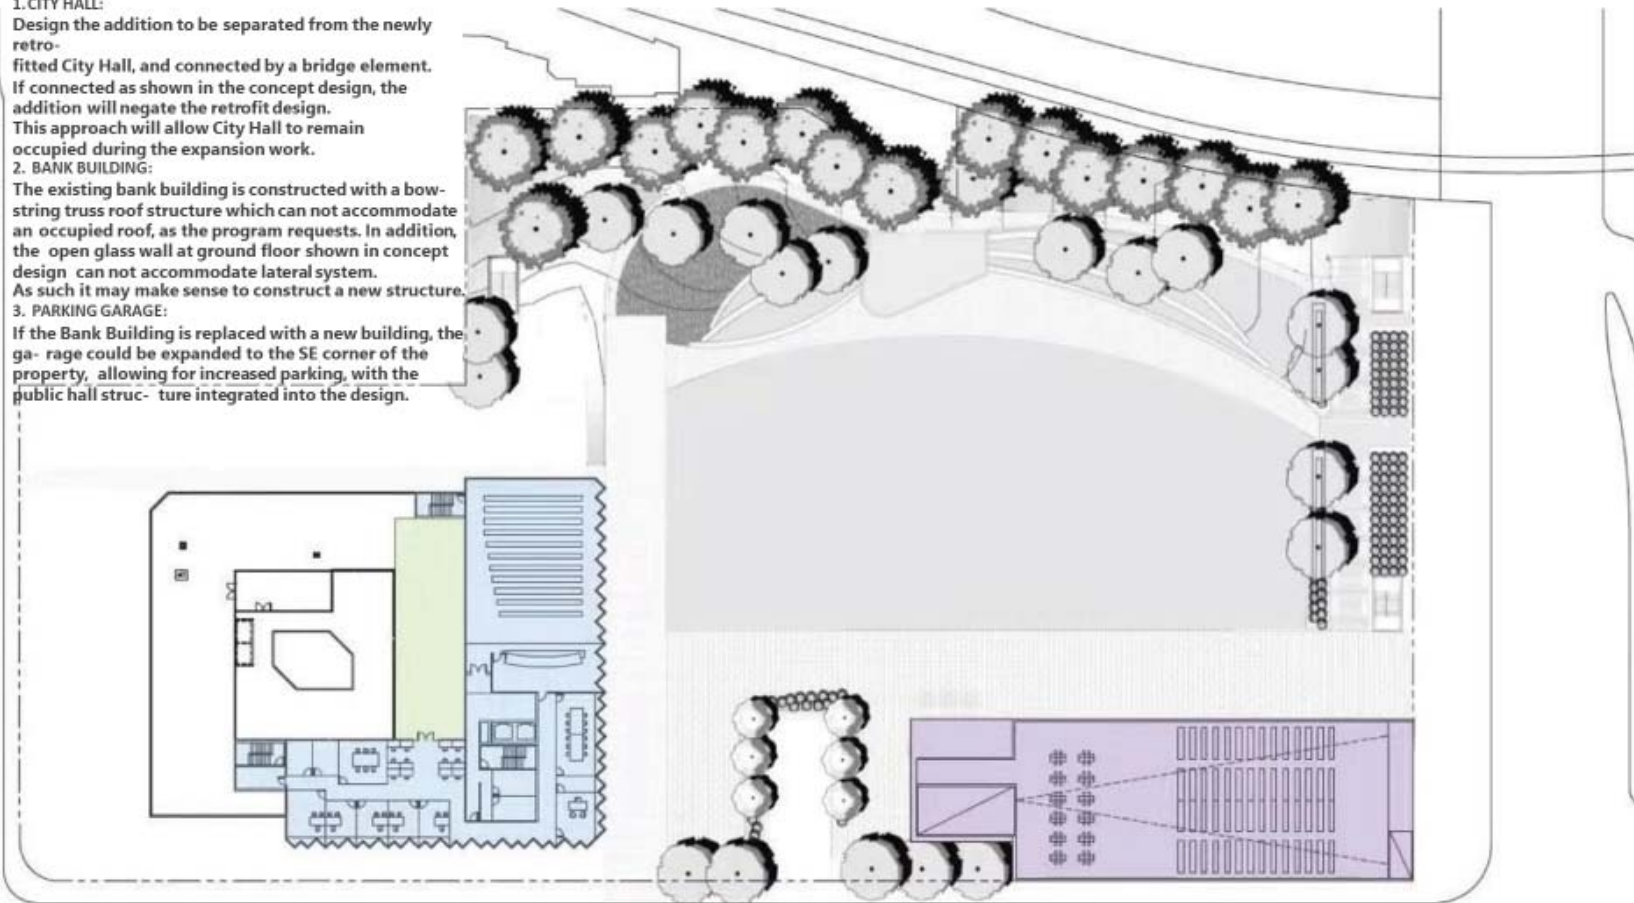 1. CITY HALL:
Design the addition to be separated from the newly
retro-
fitted City Hall, and connected by a bridge element.
If connected as shown in the concept design, the
addition will negate the retrofit design.
This approach will allow City Hall to remain
occupied during the expansion work.
2. BANK BUILDING:
The existing bank building is constructed with a bow-
string truss roof structure which can not accommodate
an occupied roof, as the program requests. In addition,
the open glass wall at ground floor shown in concept
design can not accommodate lateral system.
As such it may make sense to construct a new structure.
3. PARKING GARAGE:
If the Bank Building is replaced with a new building, the
ga- rage could be expanded to the SE corner of the
property, allowing for increased parking, with the
public hall struc- ture integrated into the design.